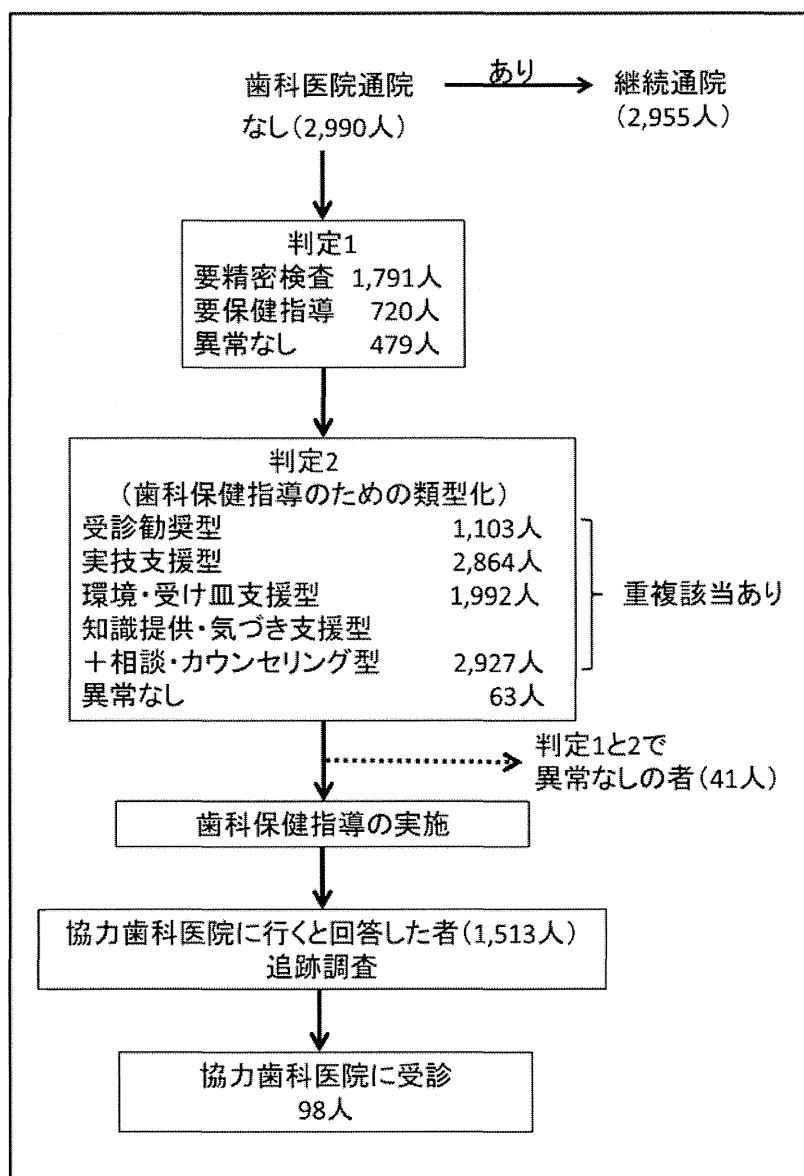 歯科医院通院
あり
継続通院
(2,955人)
なし(2,990人)
判定1
要精密検査 1,791人
要保健指導 720人
異常なし 479人
判定2
(歯科保健指導のための類型化)
受診勧奨型 1,103人
実技支援型 2,864人
環境・受け皿支援型 1,992人
知識提供・気づき支援型
+相談・カウンセリング型 2,927人
異常なし 63人
重複該当あり
判定1と2で
異常なしの者(41人)
歯科保健指導の実施
協力歯科医院に行くと回答した者(1,513人)
追跡調査
協力歯科医院に受診
98人